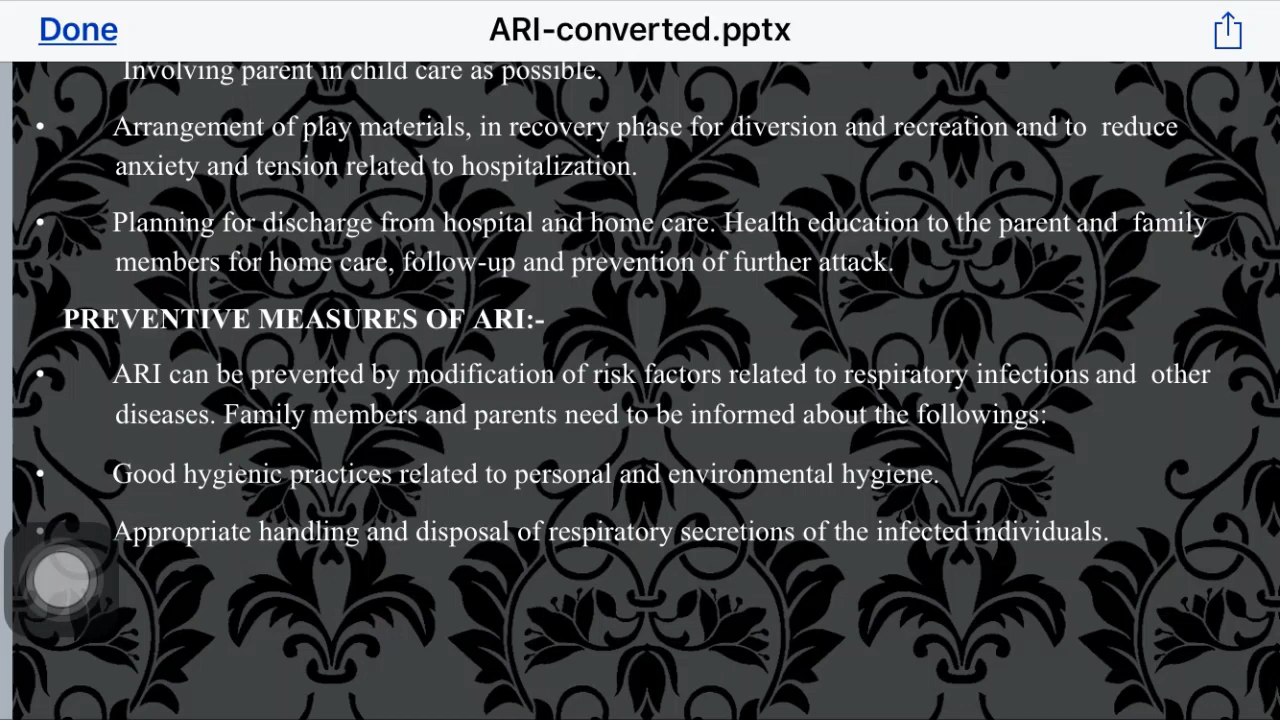 Done
ARI-converted.pptx
Involving parent in child care as possible.
• Arrangement of play materials, in recovery phase for diversion and recreation and to reduce
anxiety and tension related to hospitalization.
• Planning for discharge from hospital and home care. Health education to the parent and family
members for home care, follow-up and prevention of further attack.
PREVENTIVE MEASURES OF ARI:-
• ARI can be prevented by modification of risk factors related to respiratory infections and other
diseases. Family members and parents need to be informed about the followings:
• Good hygienic practices related to personal and environmental hygiene.
• Appropriate handling and disposal of respiratory secretions of the infected individuals.